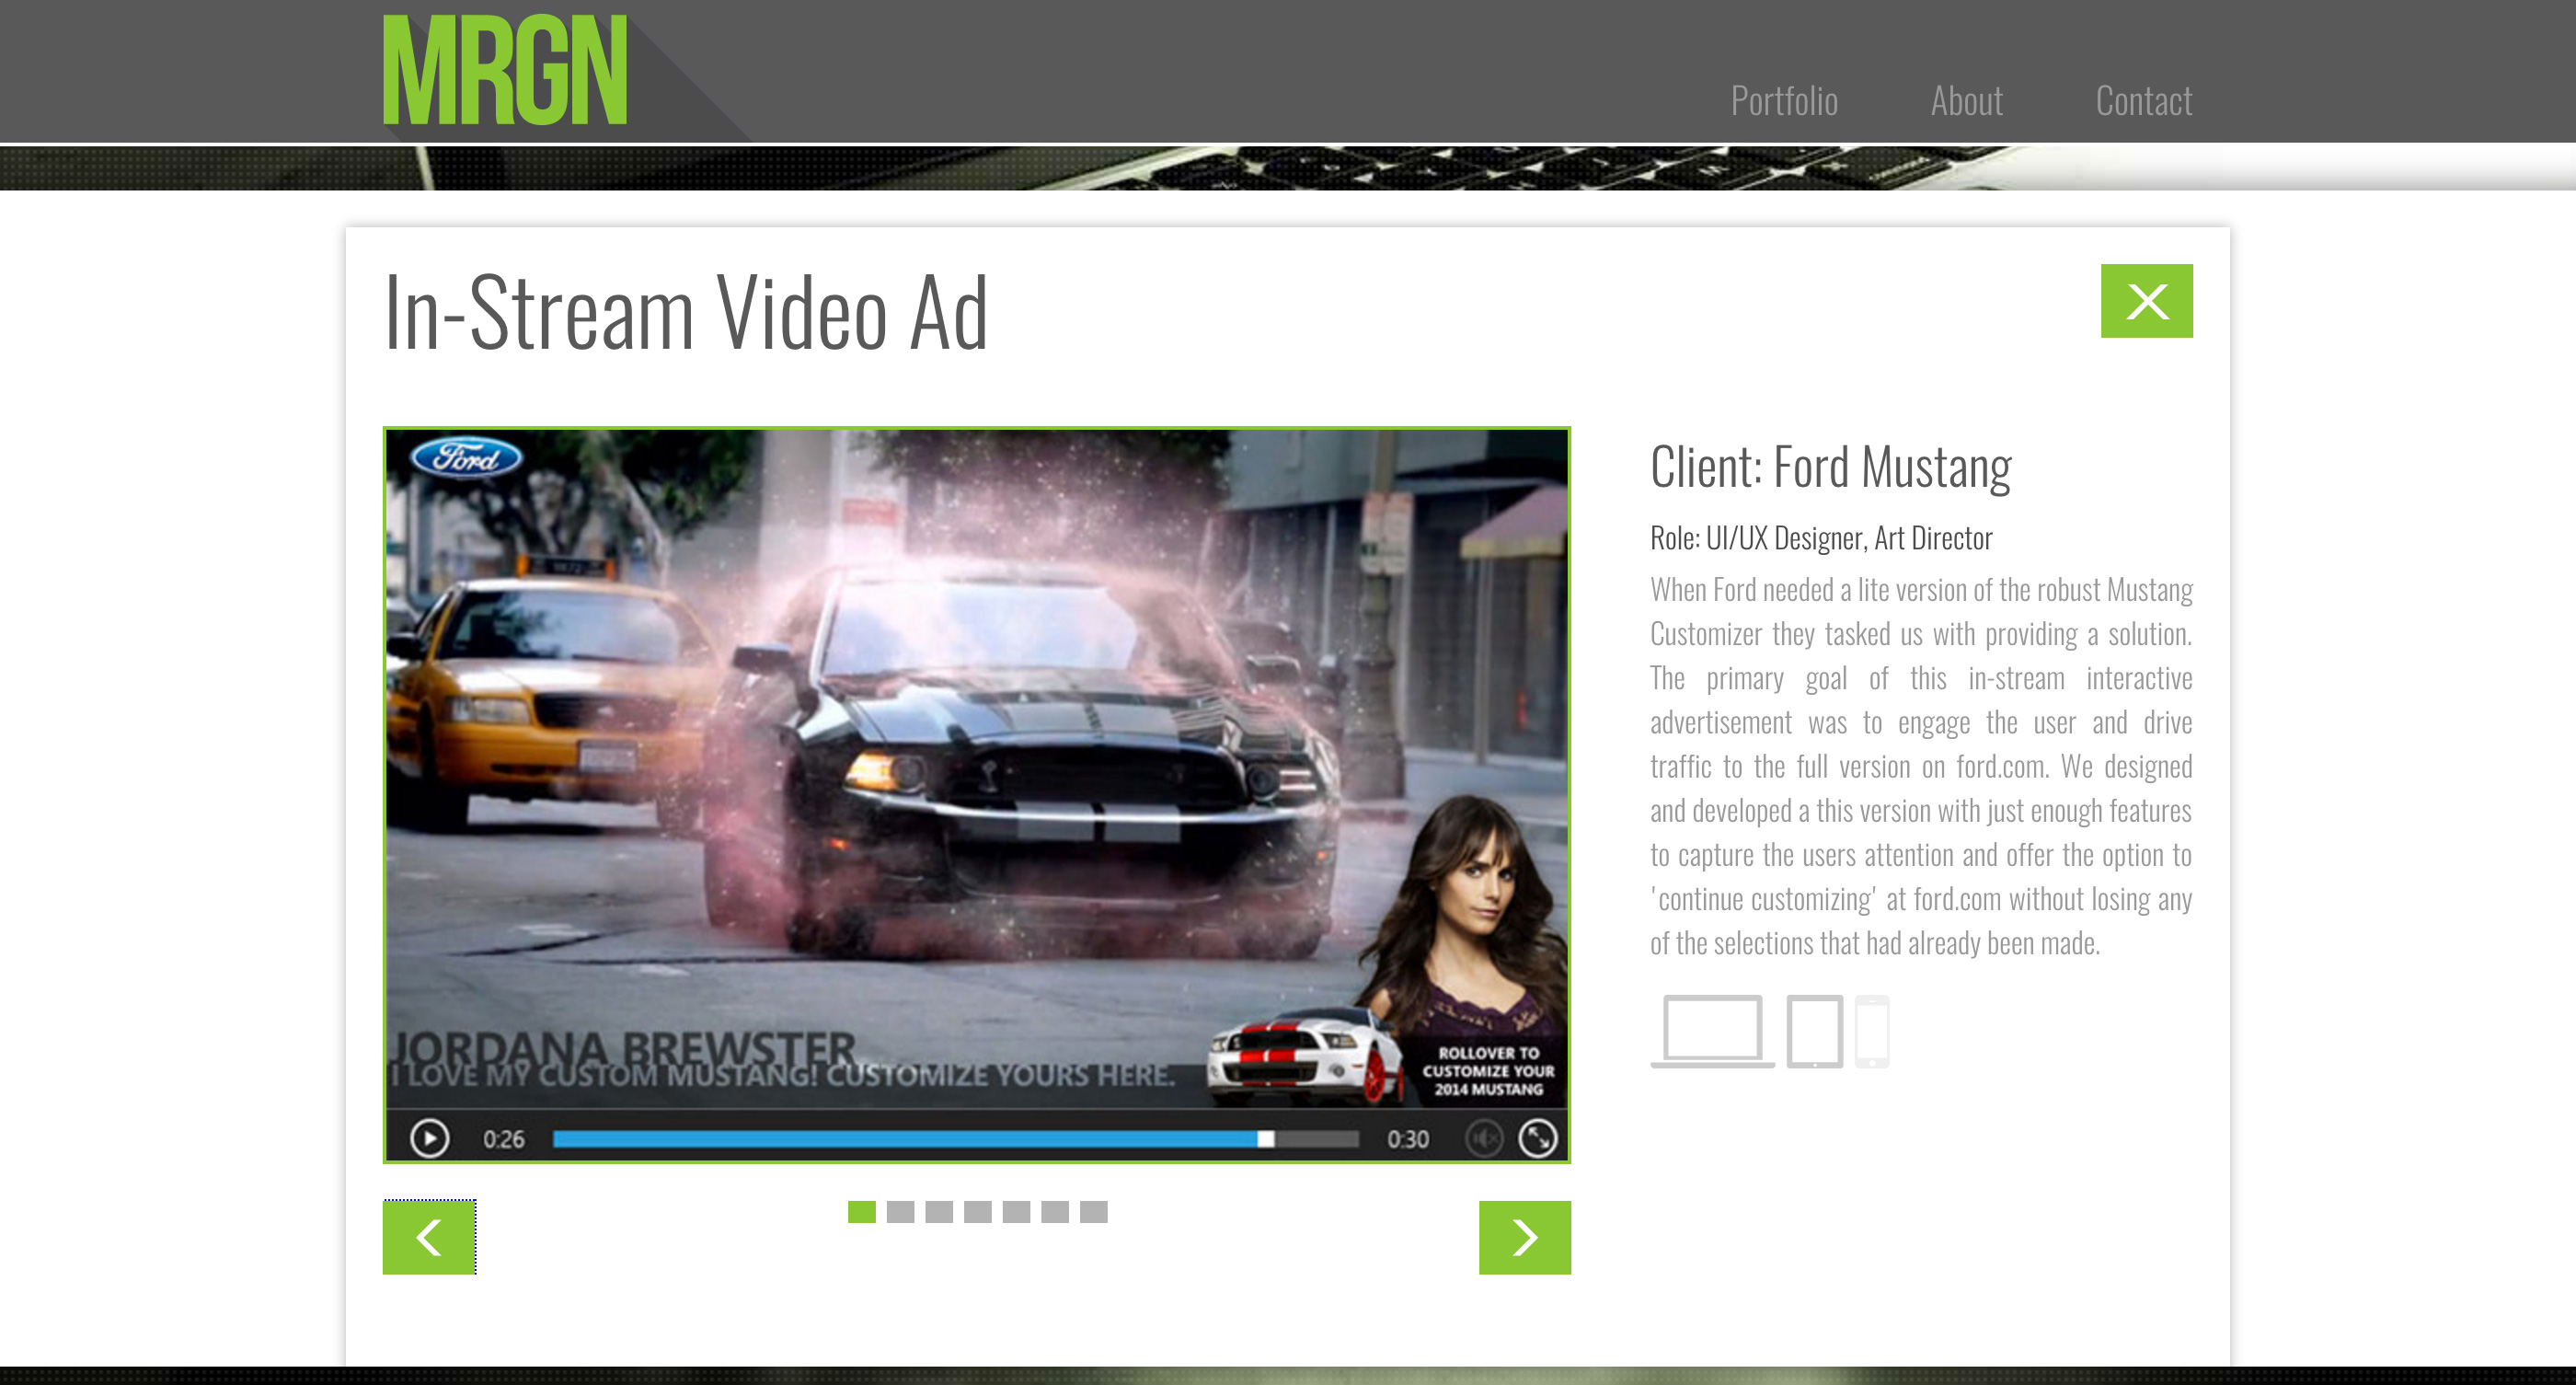 MRGN
Portfolio
About
Contact
In-Stream Video Ad
Ford
JORDANA BREWSTER
I LOVE MY CUSTOM MUSTANG! CUSTOMIZE YOURS HERE.
ROLLOVER TO
CUSTOMIZE YOUR
2014 MUSTANG
0:26
0:30
Client: Ford Mustang
Role: UI/UX Designer, Art Director
When Ford needed a lite version of the robust Mustang
Customizer they tasked us with providing a solution.
The primary goal of this in-stream interactive
advertisement was to engage the user and drive
traffic to the full version on ford.com. We designed
and developed a this version with just enough features
to capture the users attention and offer the option to
'continue customizing' at ford.com without losing any
of the selections that had already been made.